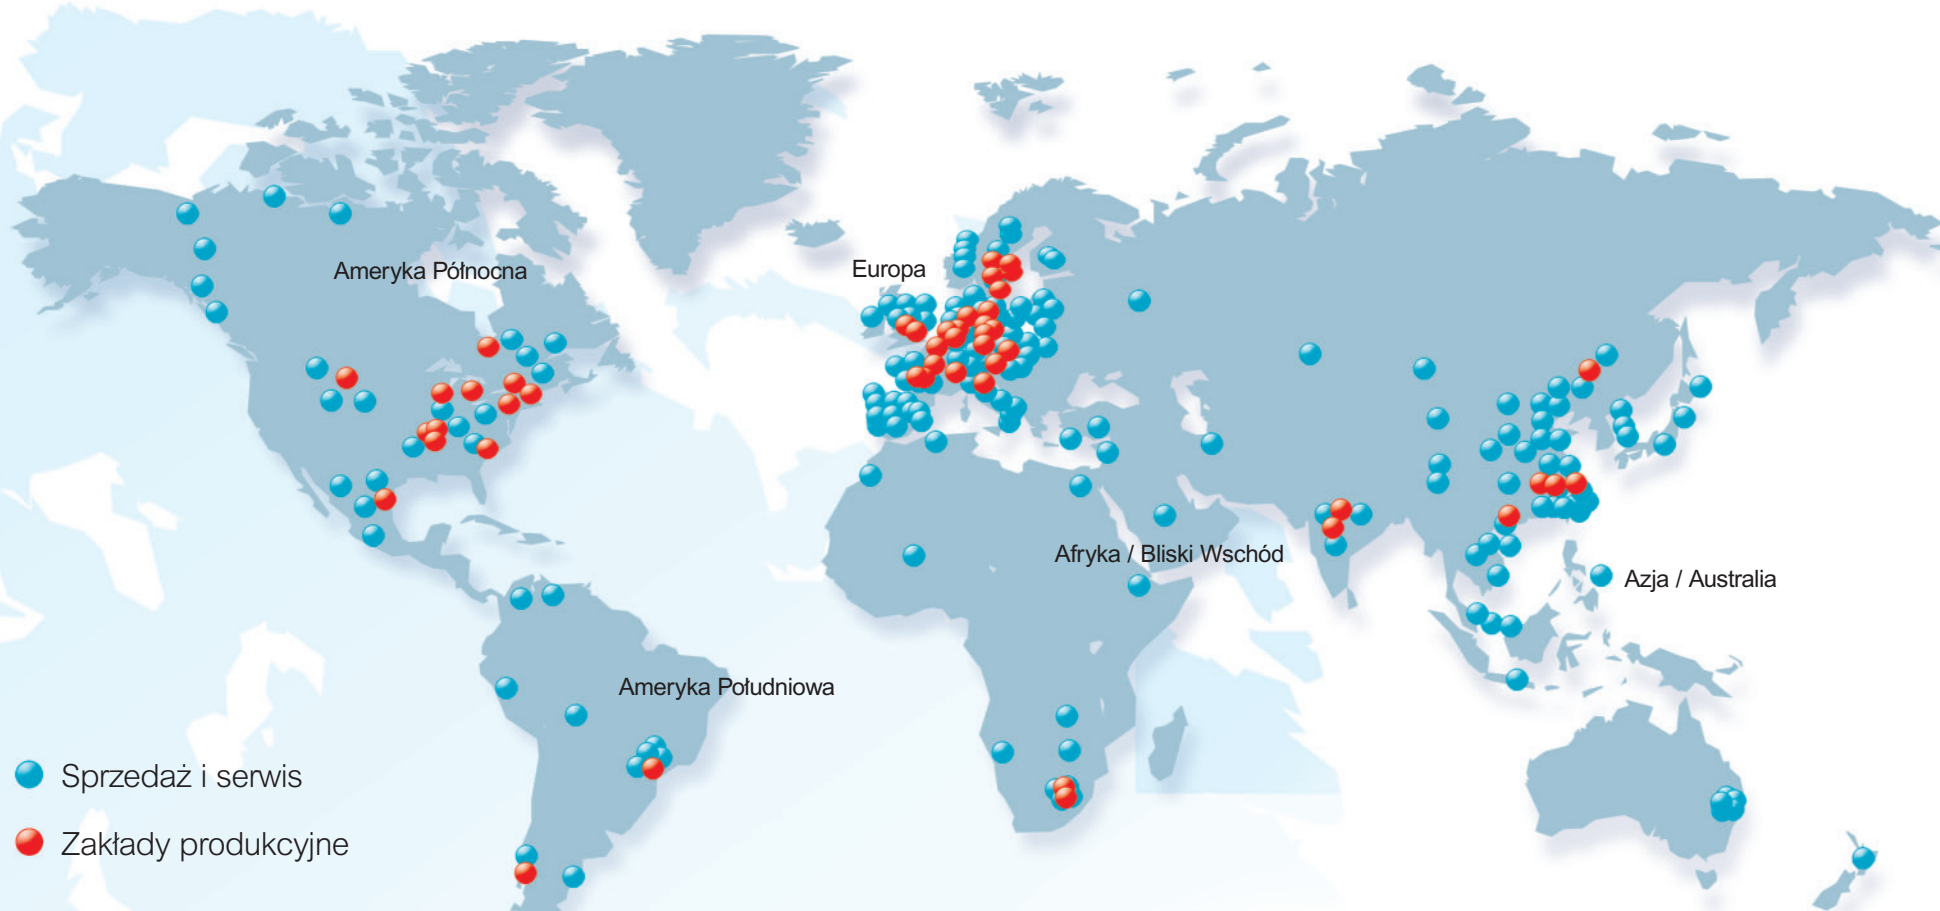 Ameryka Północna
Europa
Afryka / Bliski Wschód
Azja / Australia
Ameryka Południowa
Sprzedaż i serwis
Zakłady produkcyjne